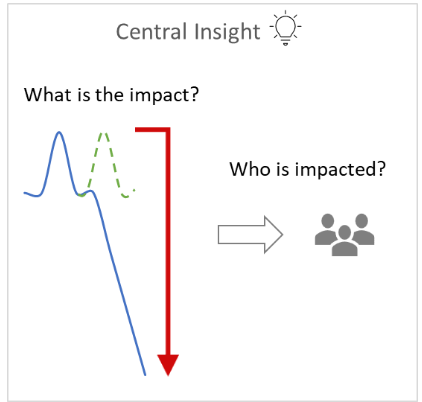 Central Insight
What is the impact?
Who is impacted?